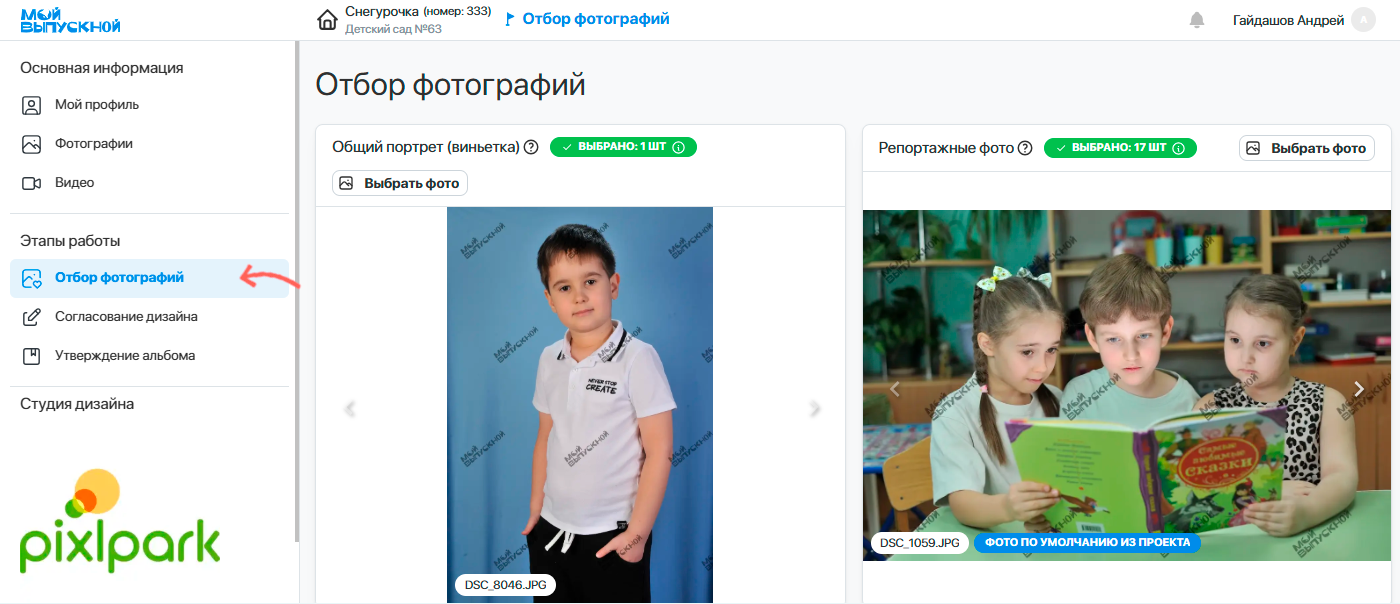 МОЙ
ВЫПУСКНОЙ
Снегурочка (номер: 333)
Детский сад №63
Отбор фотографий
Гайдашов Андрей
А
Основная информация
Мой профиль
Фотографии
Видео
Этапы работы
Отбор фотографий
Согласование дизайна
Утверждение альбома
Студия дизайна
pixlpark
Отбор фотографий
Общий портрет (виньетка)
ВЫБРАНО: 1 ШТ
Выбрать фото
МОЙ ВЫПУСКНОЙ
NEVER STOP
CREATE
DSC_8046.JPG
Репортажные фото
ВЫБРАНО: 17 ШТ
Выбрать фото
МОЙ ВЫПУСКНОЙ
Самые
любимые
сказки
DSC_1059.JPG
ФОТО ПО УМОЛЧАНИЮ ИЗ ПРОЕКТА